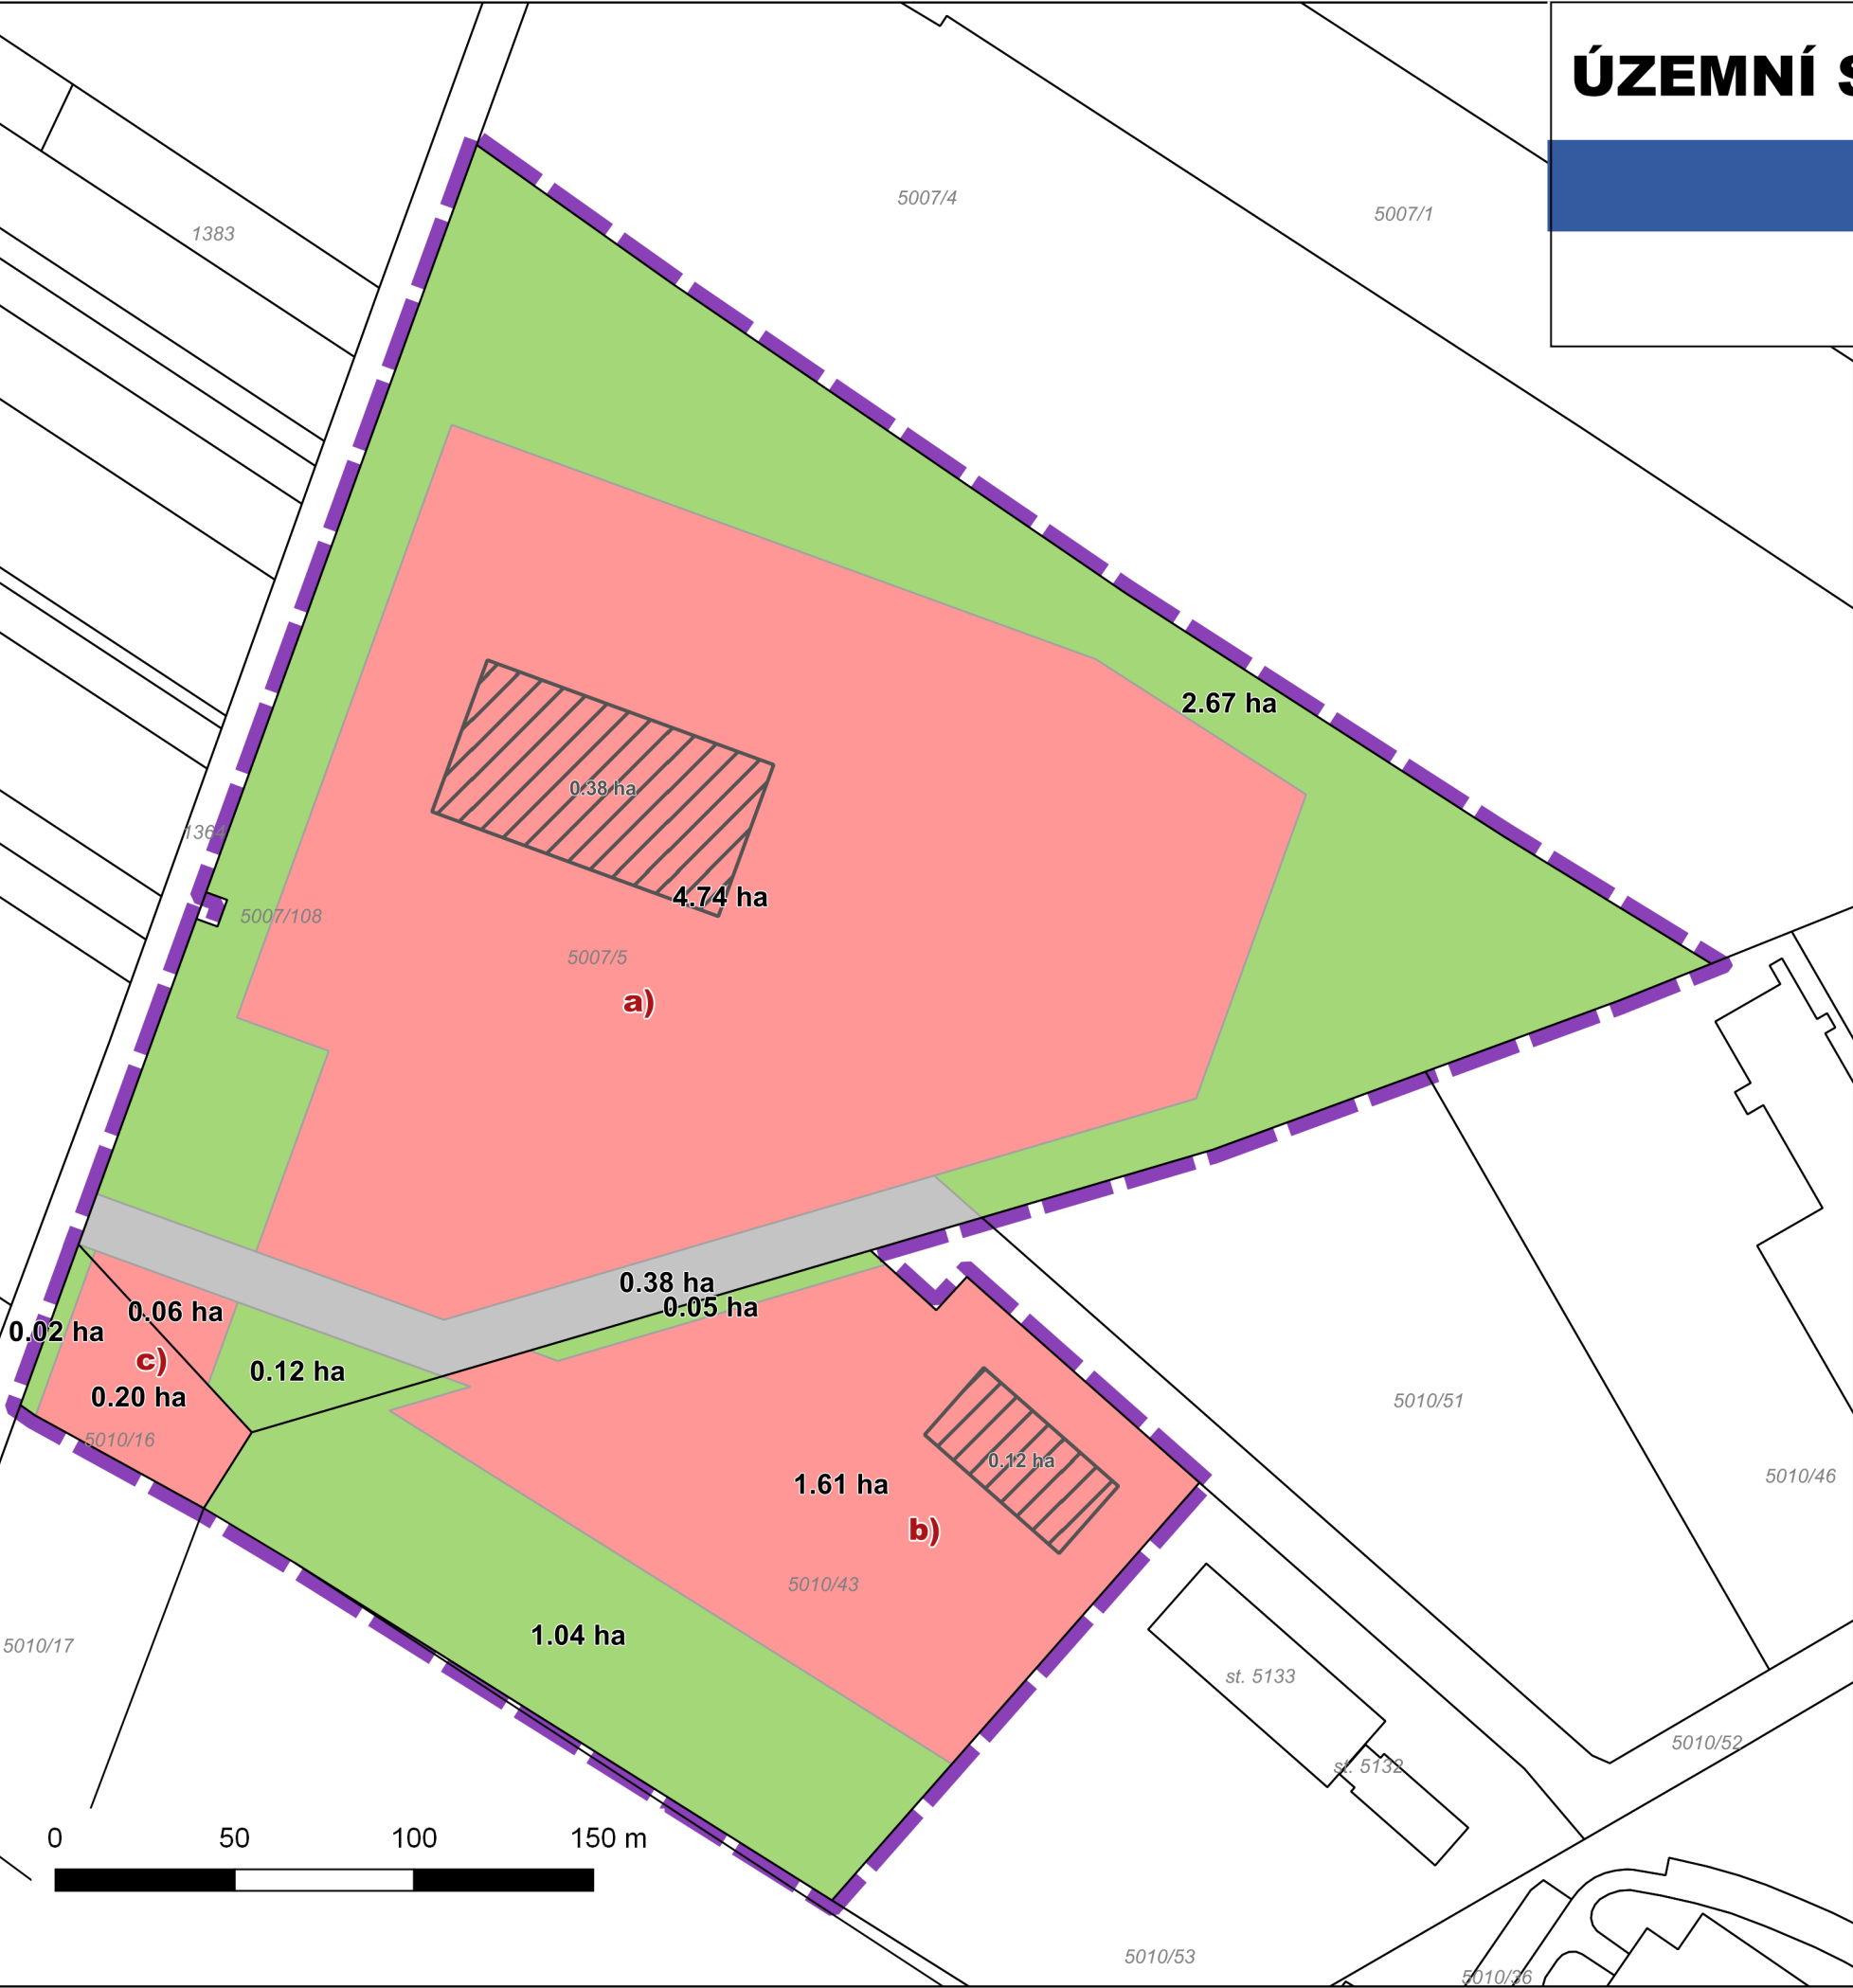 ÚZEMNÍ S
5007/4
5007/1
1383
2.67 ha
0.38 ha
1364
4.74 ha
5007/108
5007/5
a)
0.38 ha
0.05 ha
0.06 ha
0.02 ha
c)
0.12 ha
0.20 ha
5010/16
5010/51
0.12 ha
5010/46
1.61 ha
b)
5010/43
1.04 ha
5010/17
st. 5133
5010/52
st. 5132
0 50 100 150 m
5010/53
5010/36